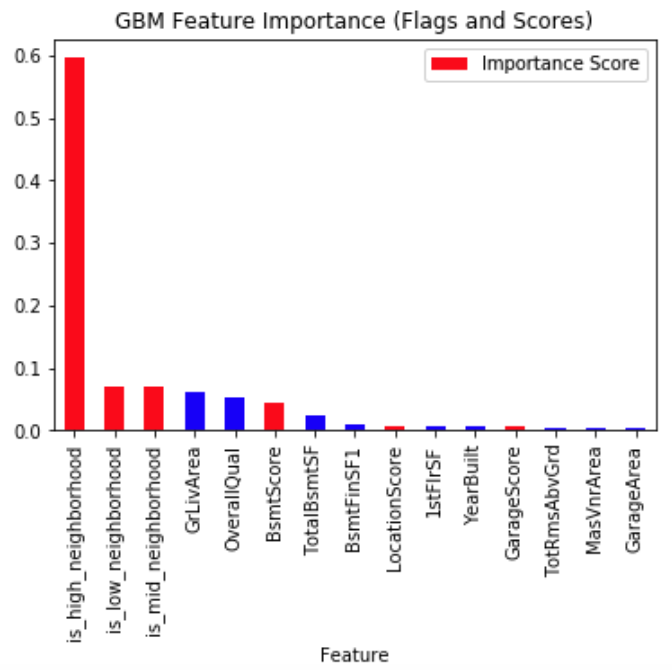 GBM Feature Importance (Flags and Scores)
Importance Score
0.6
0.5
0.4
0.3
0.2
0.1
0.0
is_high_neighborhood
is_low_neighborhood
is_mid_neighborhood
GrLivArea
OverallQual
BsmtScore
TotalBsmtSF
BsmtFinSF1
LocationScore
1stFlrSF
YearBuilt
GarageScore
TotRmsAbvGrd
MasVnrArea
GarageArea
Feature